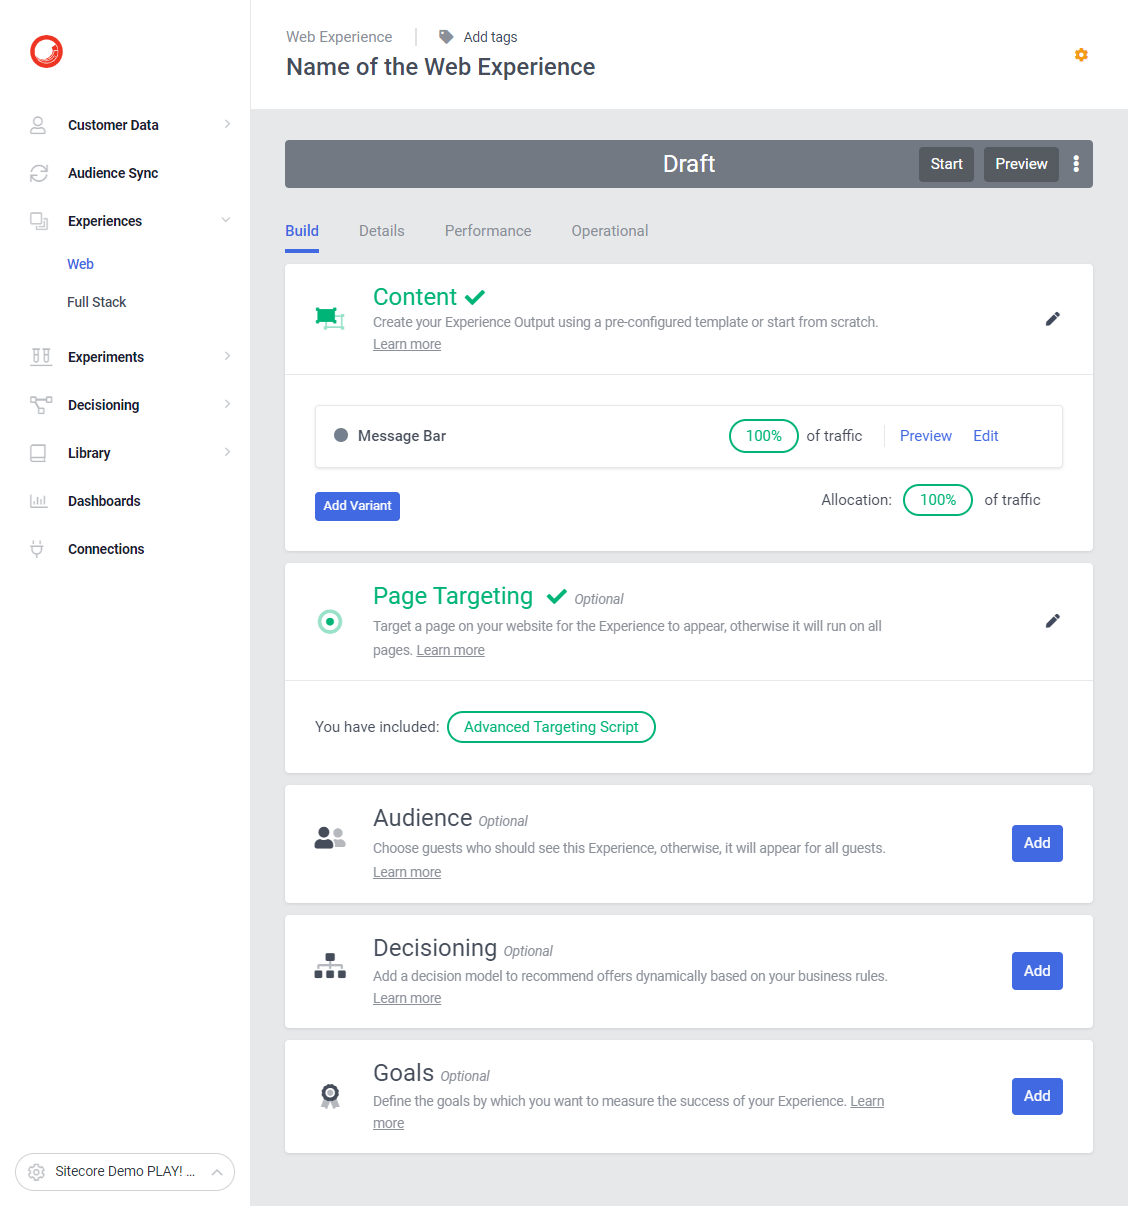 Web Experience
Add tags
Name of the Web Experience
Customer Data
Audience Sync
Experiences
Web
Full Stack
Experiments
Decisioning
Library
Dashboards
Connections
Sitecore Demo PLAY! ...
Draft
Start
Preview
Build
Details
Performance
Operational
Content
Create your Experience Output using a pre-configured template or start from scratch.
Learn more
Message Bar
100%
of traffic
Preview
Edit
Add Variant
Allocation:
100%
of traffic
Page Targeting
Optional
Target a page on your website for the Experience to appear, otherwise it will run on all
pages. Learn more
You have included:
Advanced Targeting Script
Audience Optional
Choose guests who should see this Experience, otherwise, it will appear for all guests.
Learn more
Add
Decisioning Optional
Add a decision model to recommend offers dynamically based on your business rules.
Learn more
Add
Goals Optional
Define the goals by which you want to measure the success of your Experience. Learn
more
Add